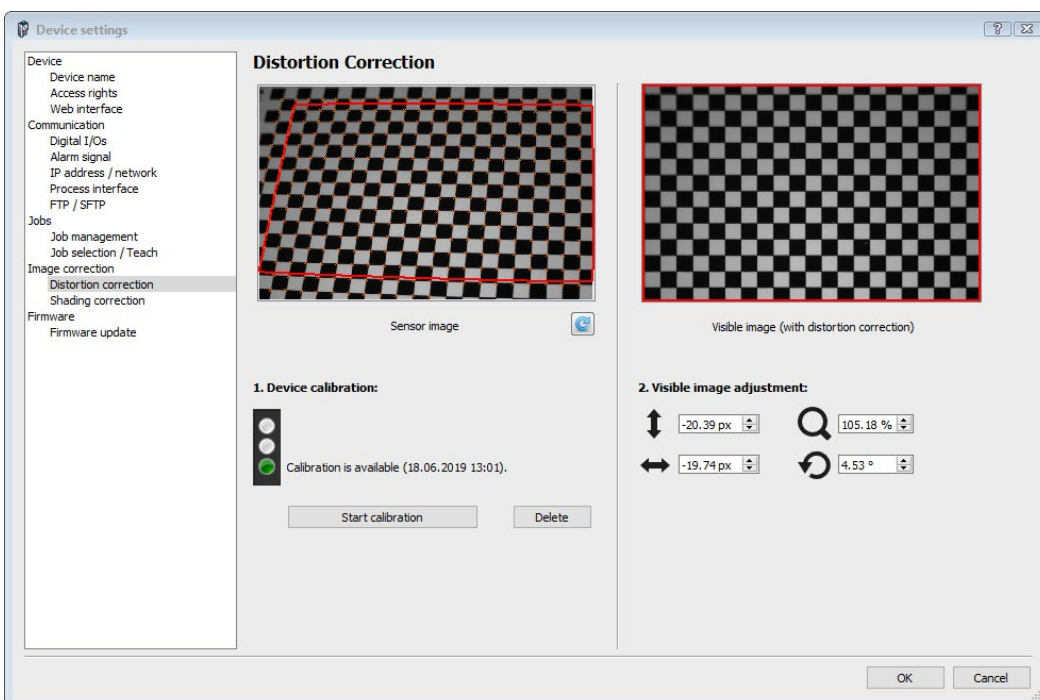 Device settings
Device
Device name
Access rights
Web interface
Communication
Digital I/Os
Alarm signal
IP address / network
Process interface
FTP / SFTP
Jobs
Job management
Job selection / Teach
Image correction
Distortion correction
Shading correction
Firmware
Firmware update
Distortion Correction
Sensor image
Visible image (with distortion correction)
1. Device calibration:
Calibration is available (18.06.2019 13:01).
Start calibration
Delete
2. Visible image adjustment:
-20.39 px
105.18 %
-19.74 px
4.53 °
OK
Cancel